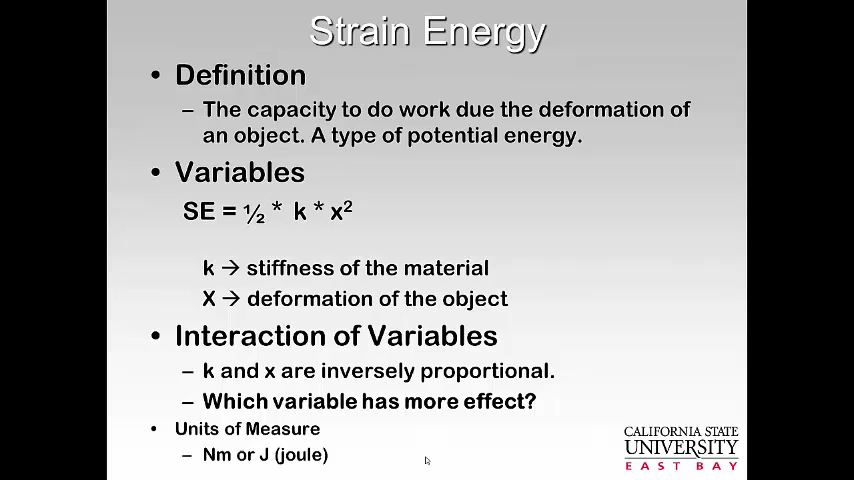 Strain Energy
• Definition
– The capacity to do work due the deformation of
an object. A type of potential energy.
• Variables
SE = ½ * k * x²
k → stiffness of the material
X → deformation of the object
• Interaction of Variables
– k and x are inversely proportional.
– Which variable has more effect?
• Units of Measure
– Nm or J (joule)
CALIFORNIA STATE
UNIVERSITY
EAST BAY